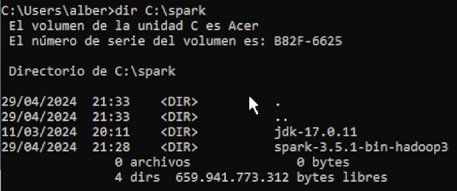 C:\Users\alber>dir C:\spark
El volumen de la unidad C es Acer
El número de serie del volumen es: B82F-6625
Directorio de C:\spark
29/04/2024 21:33 <DIR> .
29/04/2024 21:33 <DIR> ..
11/03/2024 20:11 <DIR> jdk-17.0.11
29/04/2024 21:28 <DIR> spark-3.5.1-bin-hadoop3
0 archivos 0 bytes
4 dirs 659.941.773.312 bytes libres